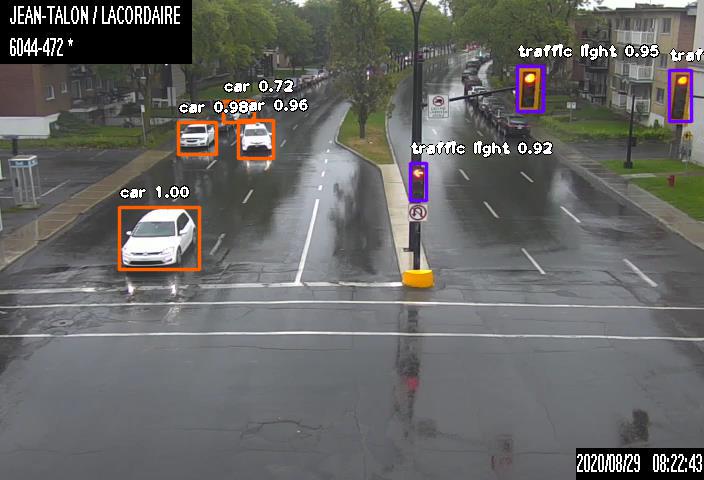 JEAN-TALON / LACORDAIRE
6044-472 *
traffic light 0.95
traf
car 0.72
car 0.98
car 0.96
traffic light 0.92
car 1.00
2020/08/29 08:22:43